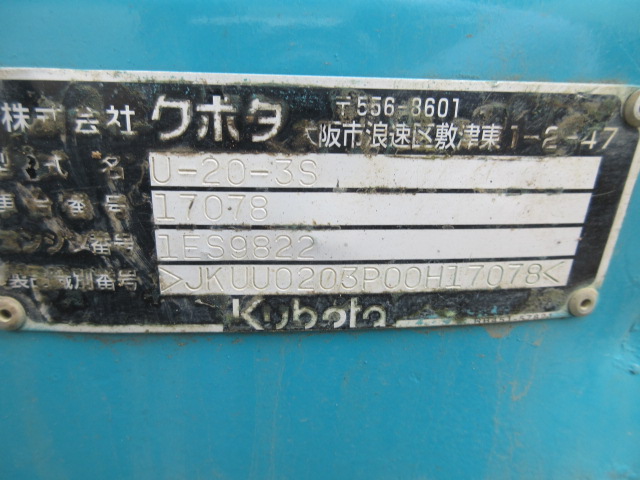 株式会社 クボタ 〒556-8601
大阪市浪速区敷津東1-2-47
型式名 U-20-3S
車台番号 17078
エンジン番号 1ES9822
製品識別番号 >JKUU0203P00H17078<
Kubota